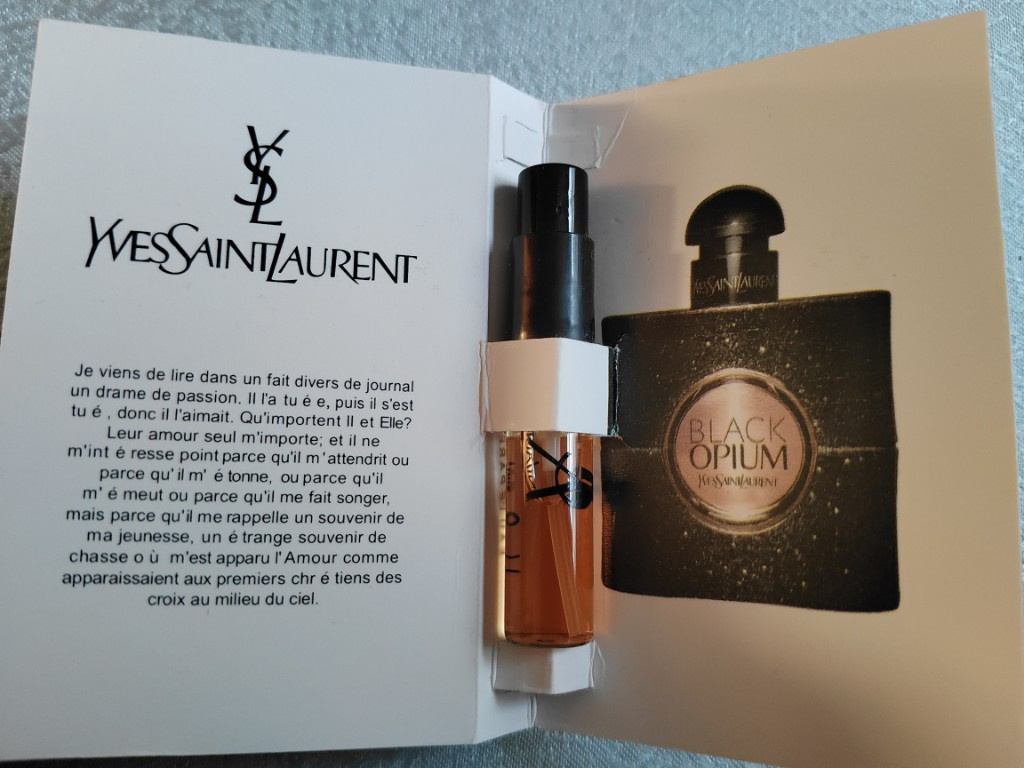 YSL
YVESSAINTLAURENT
Je viens de lire dans un fait divers de journal
un drame de passion. Il l'a tu é e, puis il s'est
tu é , donc il l'aimait. Qu'importent Il et Elle?
Leur amour seul m'importe; et il ne
m'int é resse point parce qu'il m'attendrit ou
parce qu'il m' é tonne, ou parce qu'il
m' é meut ou parce qu'il me fait songer,
mais parce qu'il me rappelle un souvenir de
ma jeunesse, un é trange souvenir de
chasse o ù m'est apparu l'Amour comme
apparaissaient aux premiers chr é tiens des
croix au milieu du ciel.
YSL
YVESSAINTLAURENT
BLACK
OPIUM
YVESSAINTLAURENT